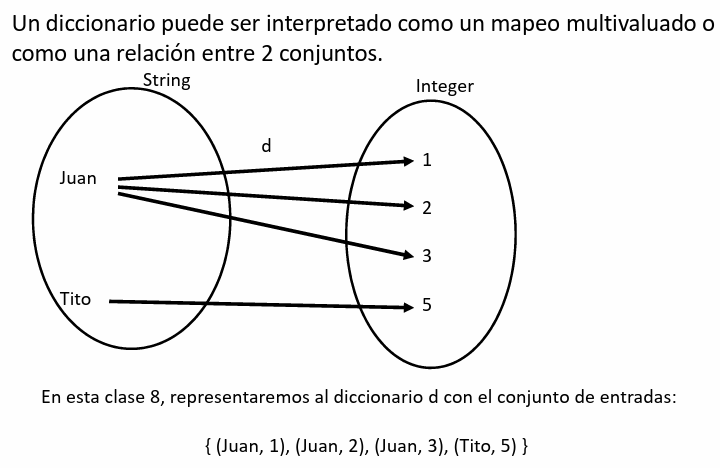 Un diccionario puede ser interpretado como un mapeo multivaluado o
como una relación entre 2 conjuntos.
String
Integer
d
Juan
1
2
3
Tito
5
En esta clase 8, representaremos al diccionario d con el conjunto de entradas:
{ (Juan, 1), (Juan, 2), (Juan, 3), (Tito, 5) }